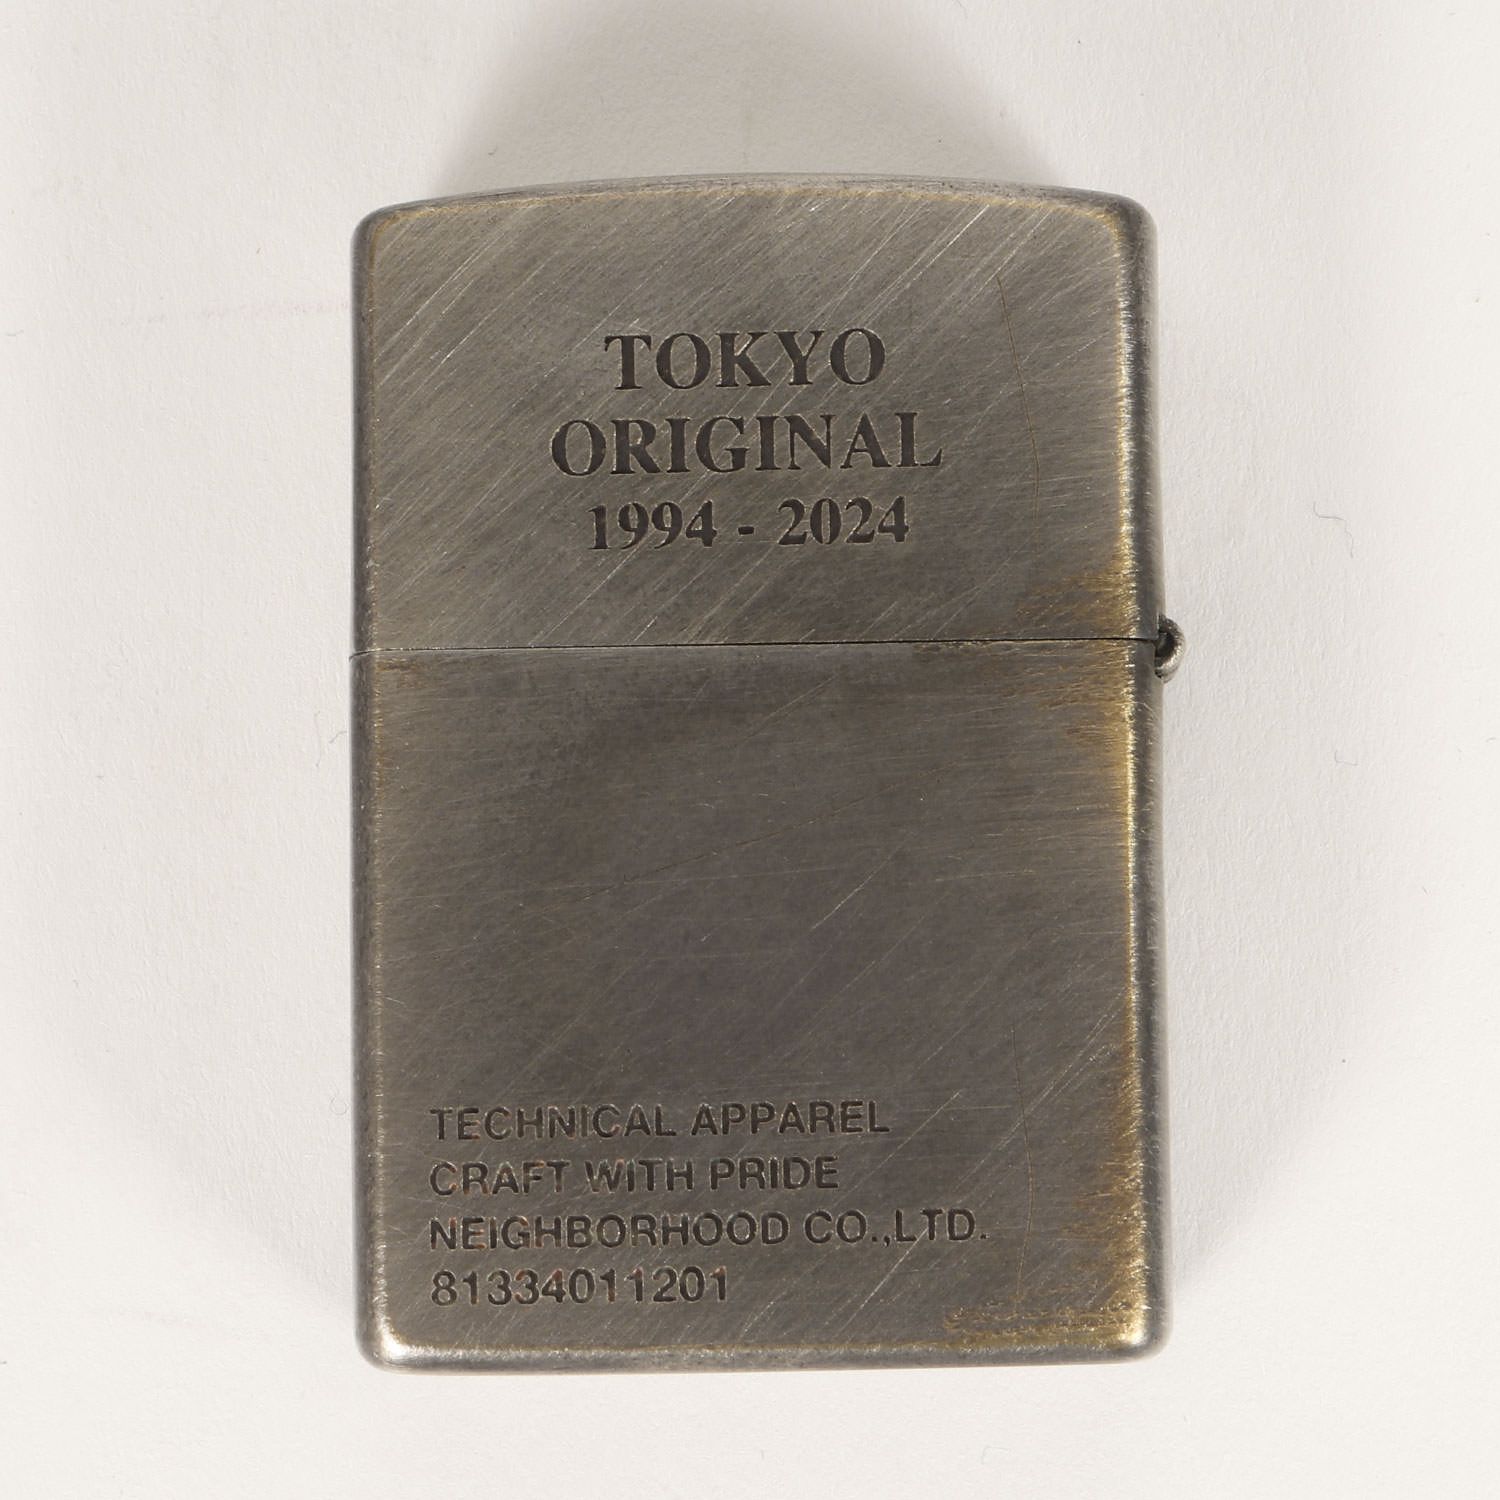 TOKYO
ORIGINAL
1994 - 2024
TECHNICAL APPAREL
CRAFT WITH PRIDE
NEIGHBORHOOD CO.,LTD.
81334011201